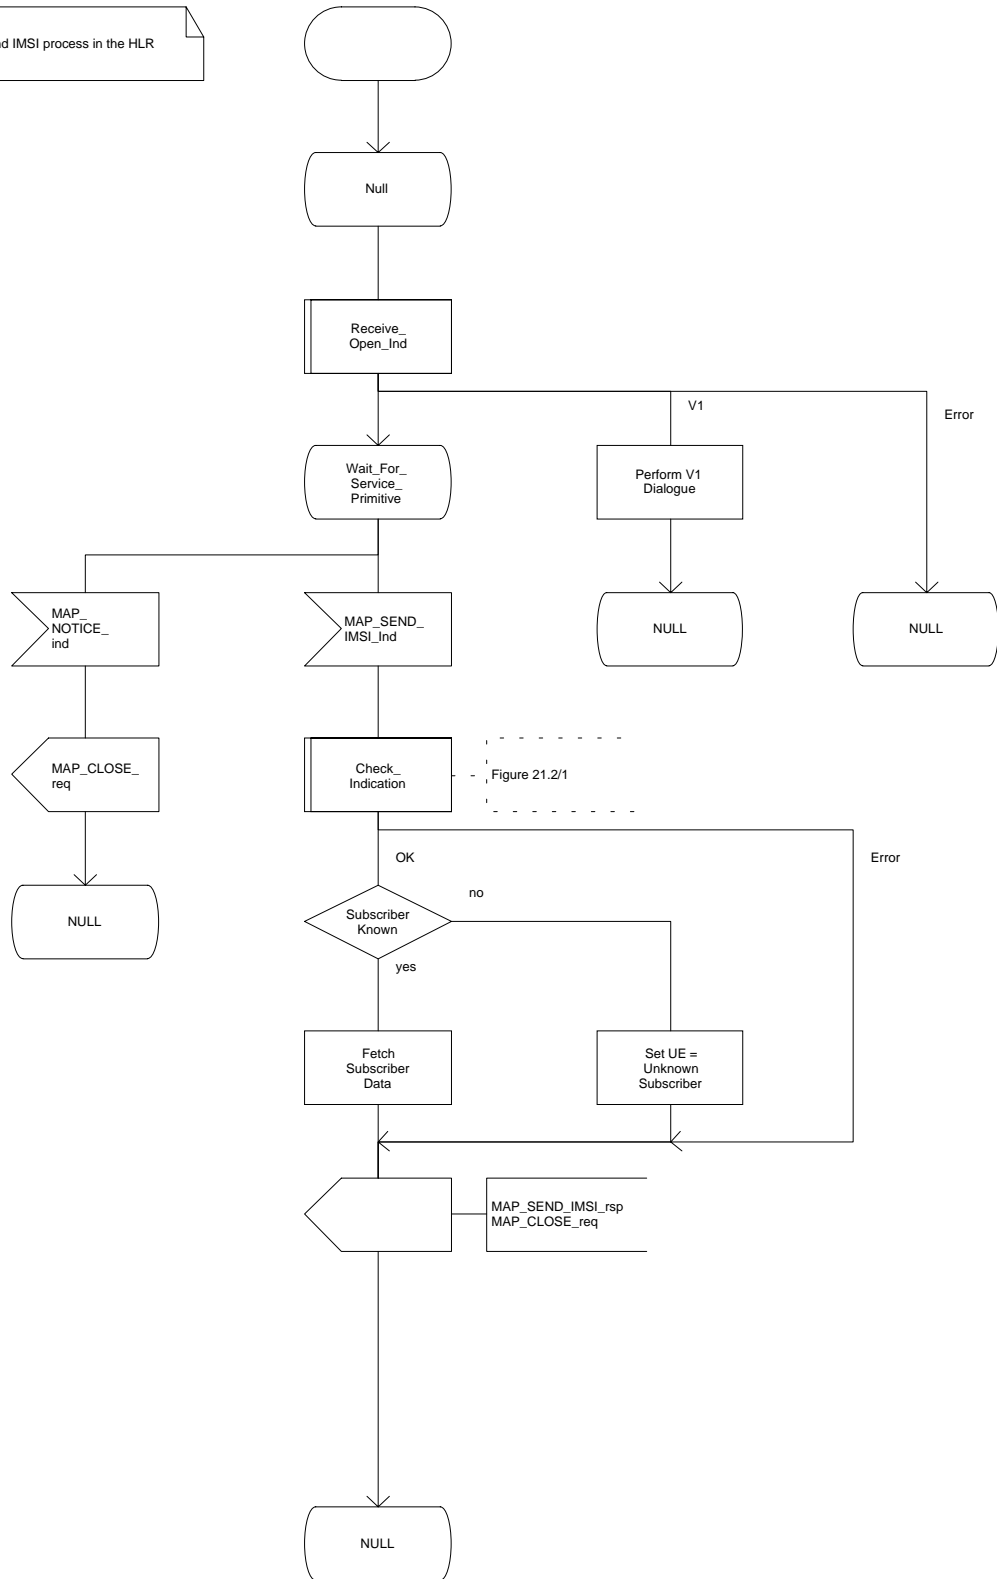 nd IMSI process in the HLR
Null
Receive_
Open_Ind
V1
Error
Wait_For_
Service_
Primitive
Perform V1
Dialogue
MAP_
NOTICE_
ind
MAP_SEND_
IMSI_Ind
NULL
NULL
MAP_CLOSE_
req
Check_
Indication
Figure 21.2/1
OK
Error
no
Subscriber
Known
NULL
yes
Fetch
Subscriber
Data
Set UE =
Unknown
Subscriber
MAP_SEND_IMSI_rsp
MAP_CLOSE_req
NULL